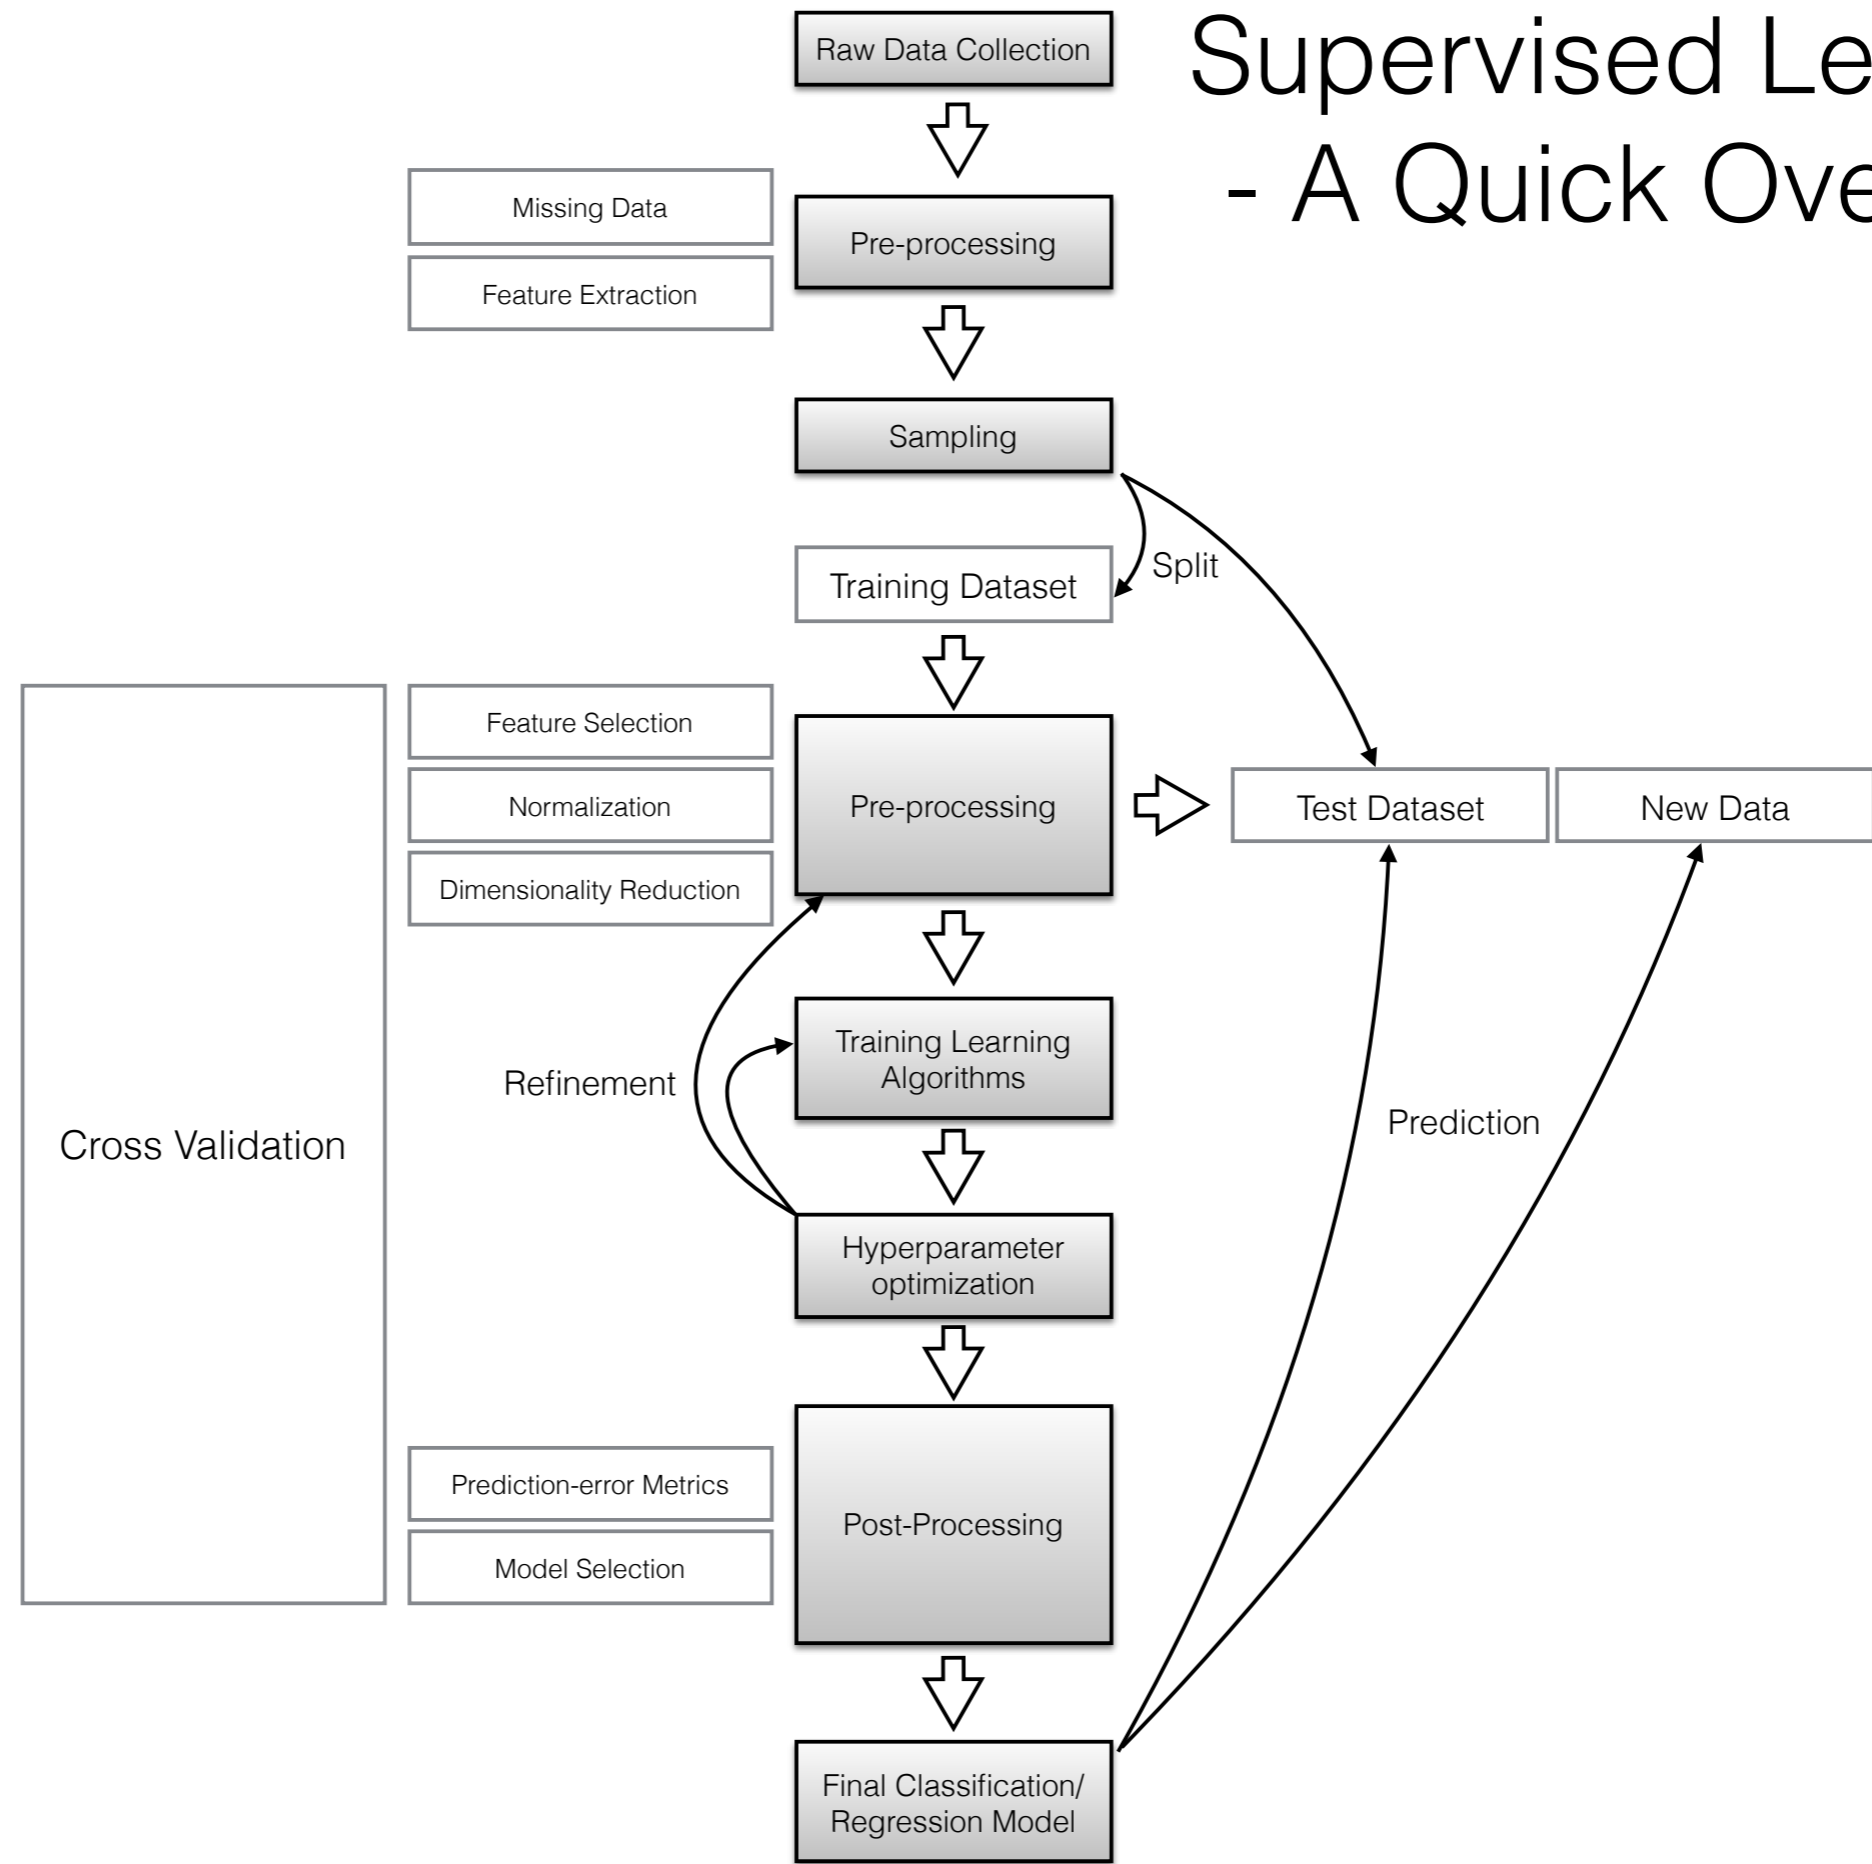 Raw Data Collection
Supervised Le
- A Quick Ove
Missing Data
Pre-processing
Feature Extraction
Sampling
Split
Training Dataset
Feature Selection
Normalization
Pre-processing
Test Dataset
New Data
Dimensionality Reduction
Training Learning
Algorithms
Refinement
Prediction
Cross Validation
Hyperparameter
optimization
Prediction-error Metrics
Post-Processing
Model Selection
Final Classification/
Regression Model